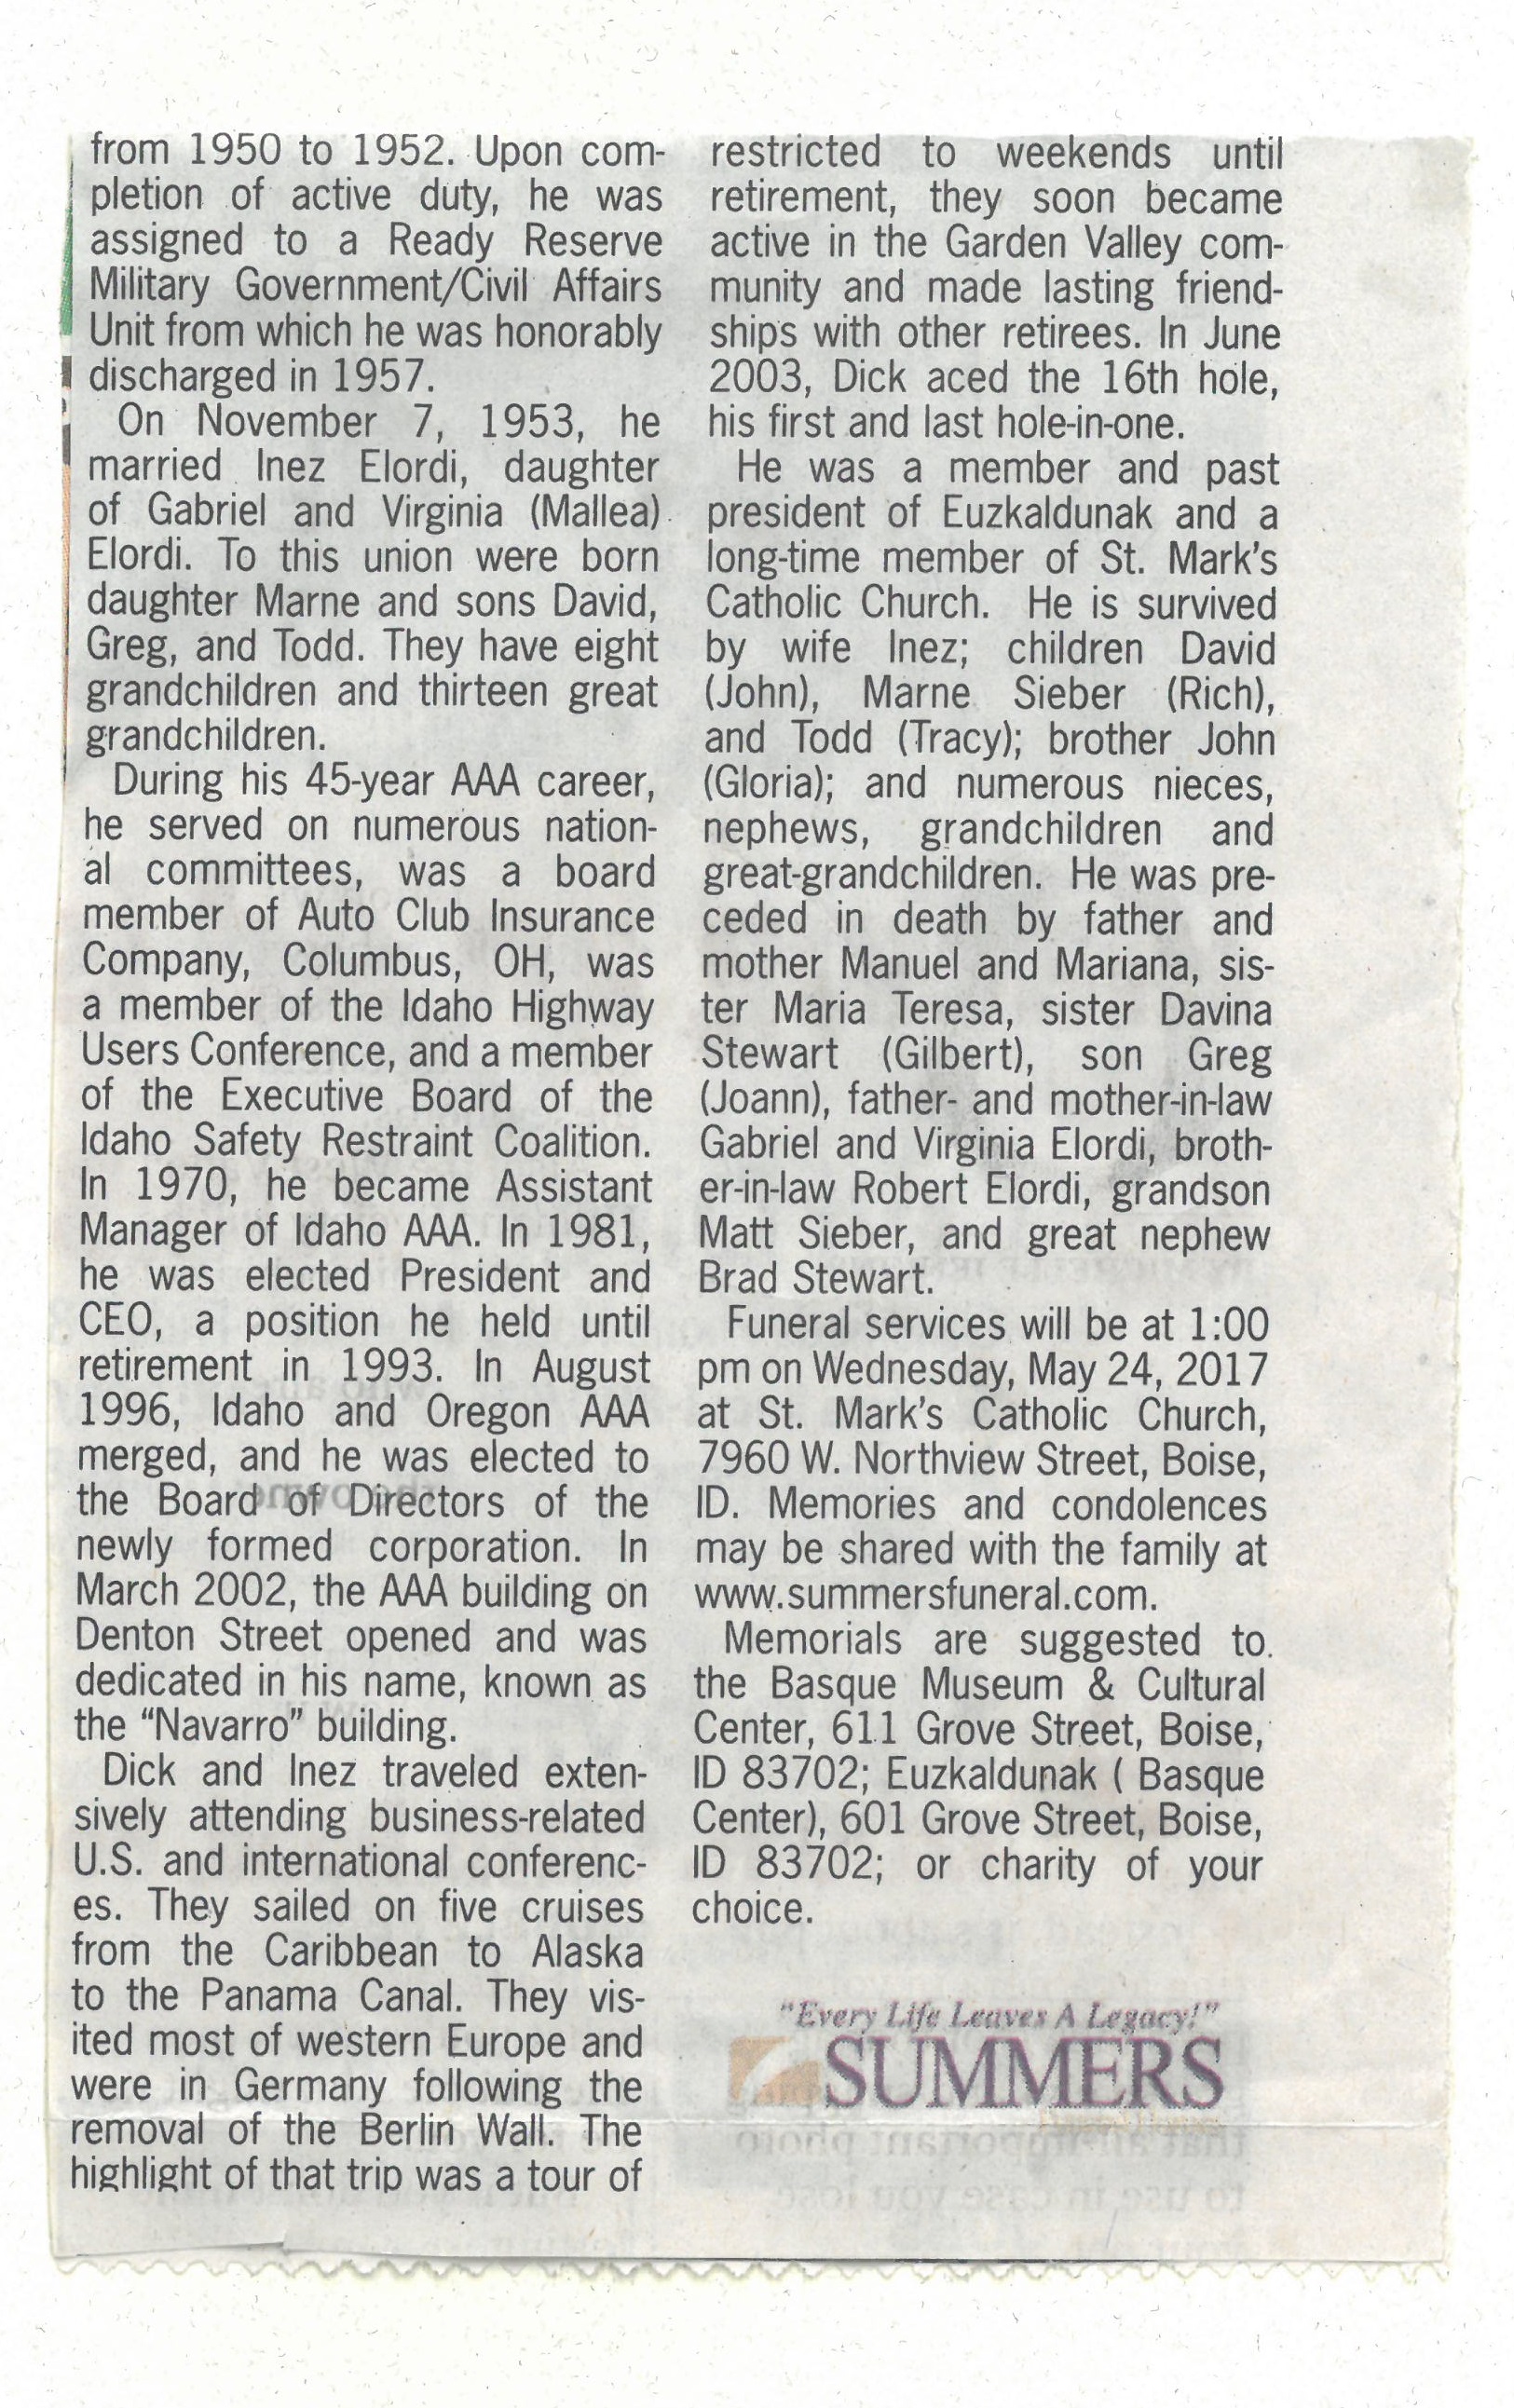 from 1950 to 1952. Upon com-
pletion of active duty, he was
assigned to a Ready Reserve
Military Government/Civil Affairs
Unit from which he was honorably
discharged in 1957.
On November 7, 1953, he
married Inez Elordi, daughter
of Gabriel and Virginia (Mallea)
Elordi. To this union were born
daughter Marne and sons David,
Greg, and Todd. They have eight
grandchildren and thirteen great
grandchildren.
During his 45-year AAA career,
he served on numerous nation-
al committees, was a board
member of Auto Club Insurance
Company, Columbus, OH, was
a member of the Idaho Highway
Users Conference, and a member
of the Executive Board of the
Idaho Safety Restraint Coalition.
In 1970, he became Assistant
Manager of Idaho AAA. In 1981,
he was elected President and
CEO, a position he held until
retirement in 1993. In August
1996, Idaho and Oregon AAA
merged, and he was elected to
the Board of Directors of the
newly formed corporation. In
March 2002, the AAA building on
Denton Street opened and was
dedicated in his name, known as
the “Navarro” building.
Dick and Inez traveled exten-
sively attending business-related
U.S. and international conferenc-
es. They sailed on five cruises
from the Caribbean to Alaska
to the Panama Canal. They vis-
ited most of western Europe and
were in Germany following the
removal of the Berlin Wall. The
highlight of that trip was a tour of
restricted to weekends until
retirement, they soon became
active in the Garden Valley com-
munity and made lasting friend-
ships with other retirees. In June
2003, Dick aced the 16th hole,
his first and last hole-in-one.
He was a member and past
president of Euzkaldunak and a
long-time member of St. Mark's
Catholic Church. He is survived
by wife Inez; children David
(John), Marne Sieber (Rich),
and Todd (Tracy); brother John
(Gloria); and numerous nieces,
nephews, grandchildren and
great-grandchildren. He was pre-
ceded in death by father and
mother Manuel and Mariana, sis-
ter Maria Teresa, sister Davina
Stewart (Gilbert), son Greg
(Joann), father- and mother-in-law
Gabriel and Virginia Elordi, broth-
er-in-law Robert Elordi, grandson
Matt Sieber, and great nephew
Brad Stewart.
Funeral services will be at 1:00
pm on Wednesday, May 24, 2017
at St. Mark's Catholic Church,
7960 W. Northview Street, Boise,
ID. Memories and condolences
may be shared with the family at
www.summersfuneral.com.
Memorials are suggested to
the Basque Museum & Cultural
Center, 611 Grove Street, Boise,
ID 83702; Euzkaldunak ( Basque
Center), 601 Grove Street, Boise,
ID 83702; or charity of your
choice.
"Every Life Leaves A Legacy!"
SUMMERS